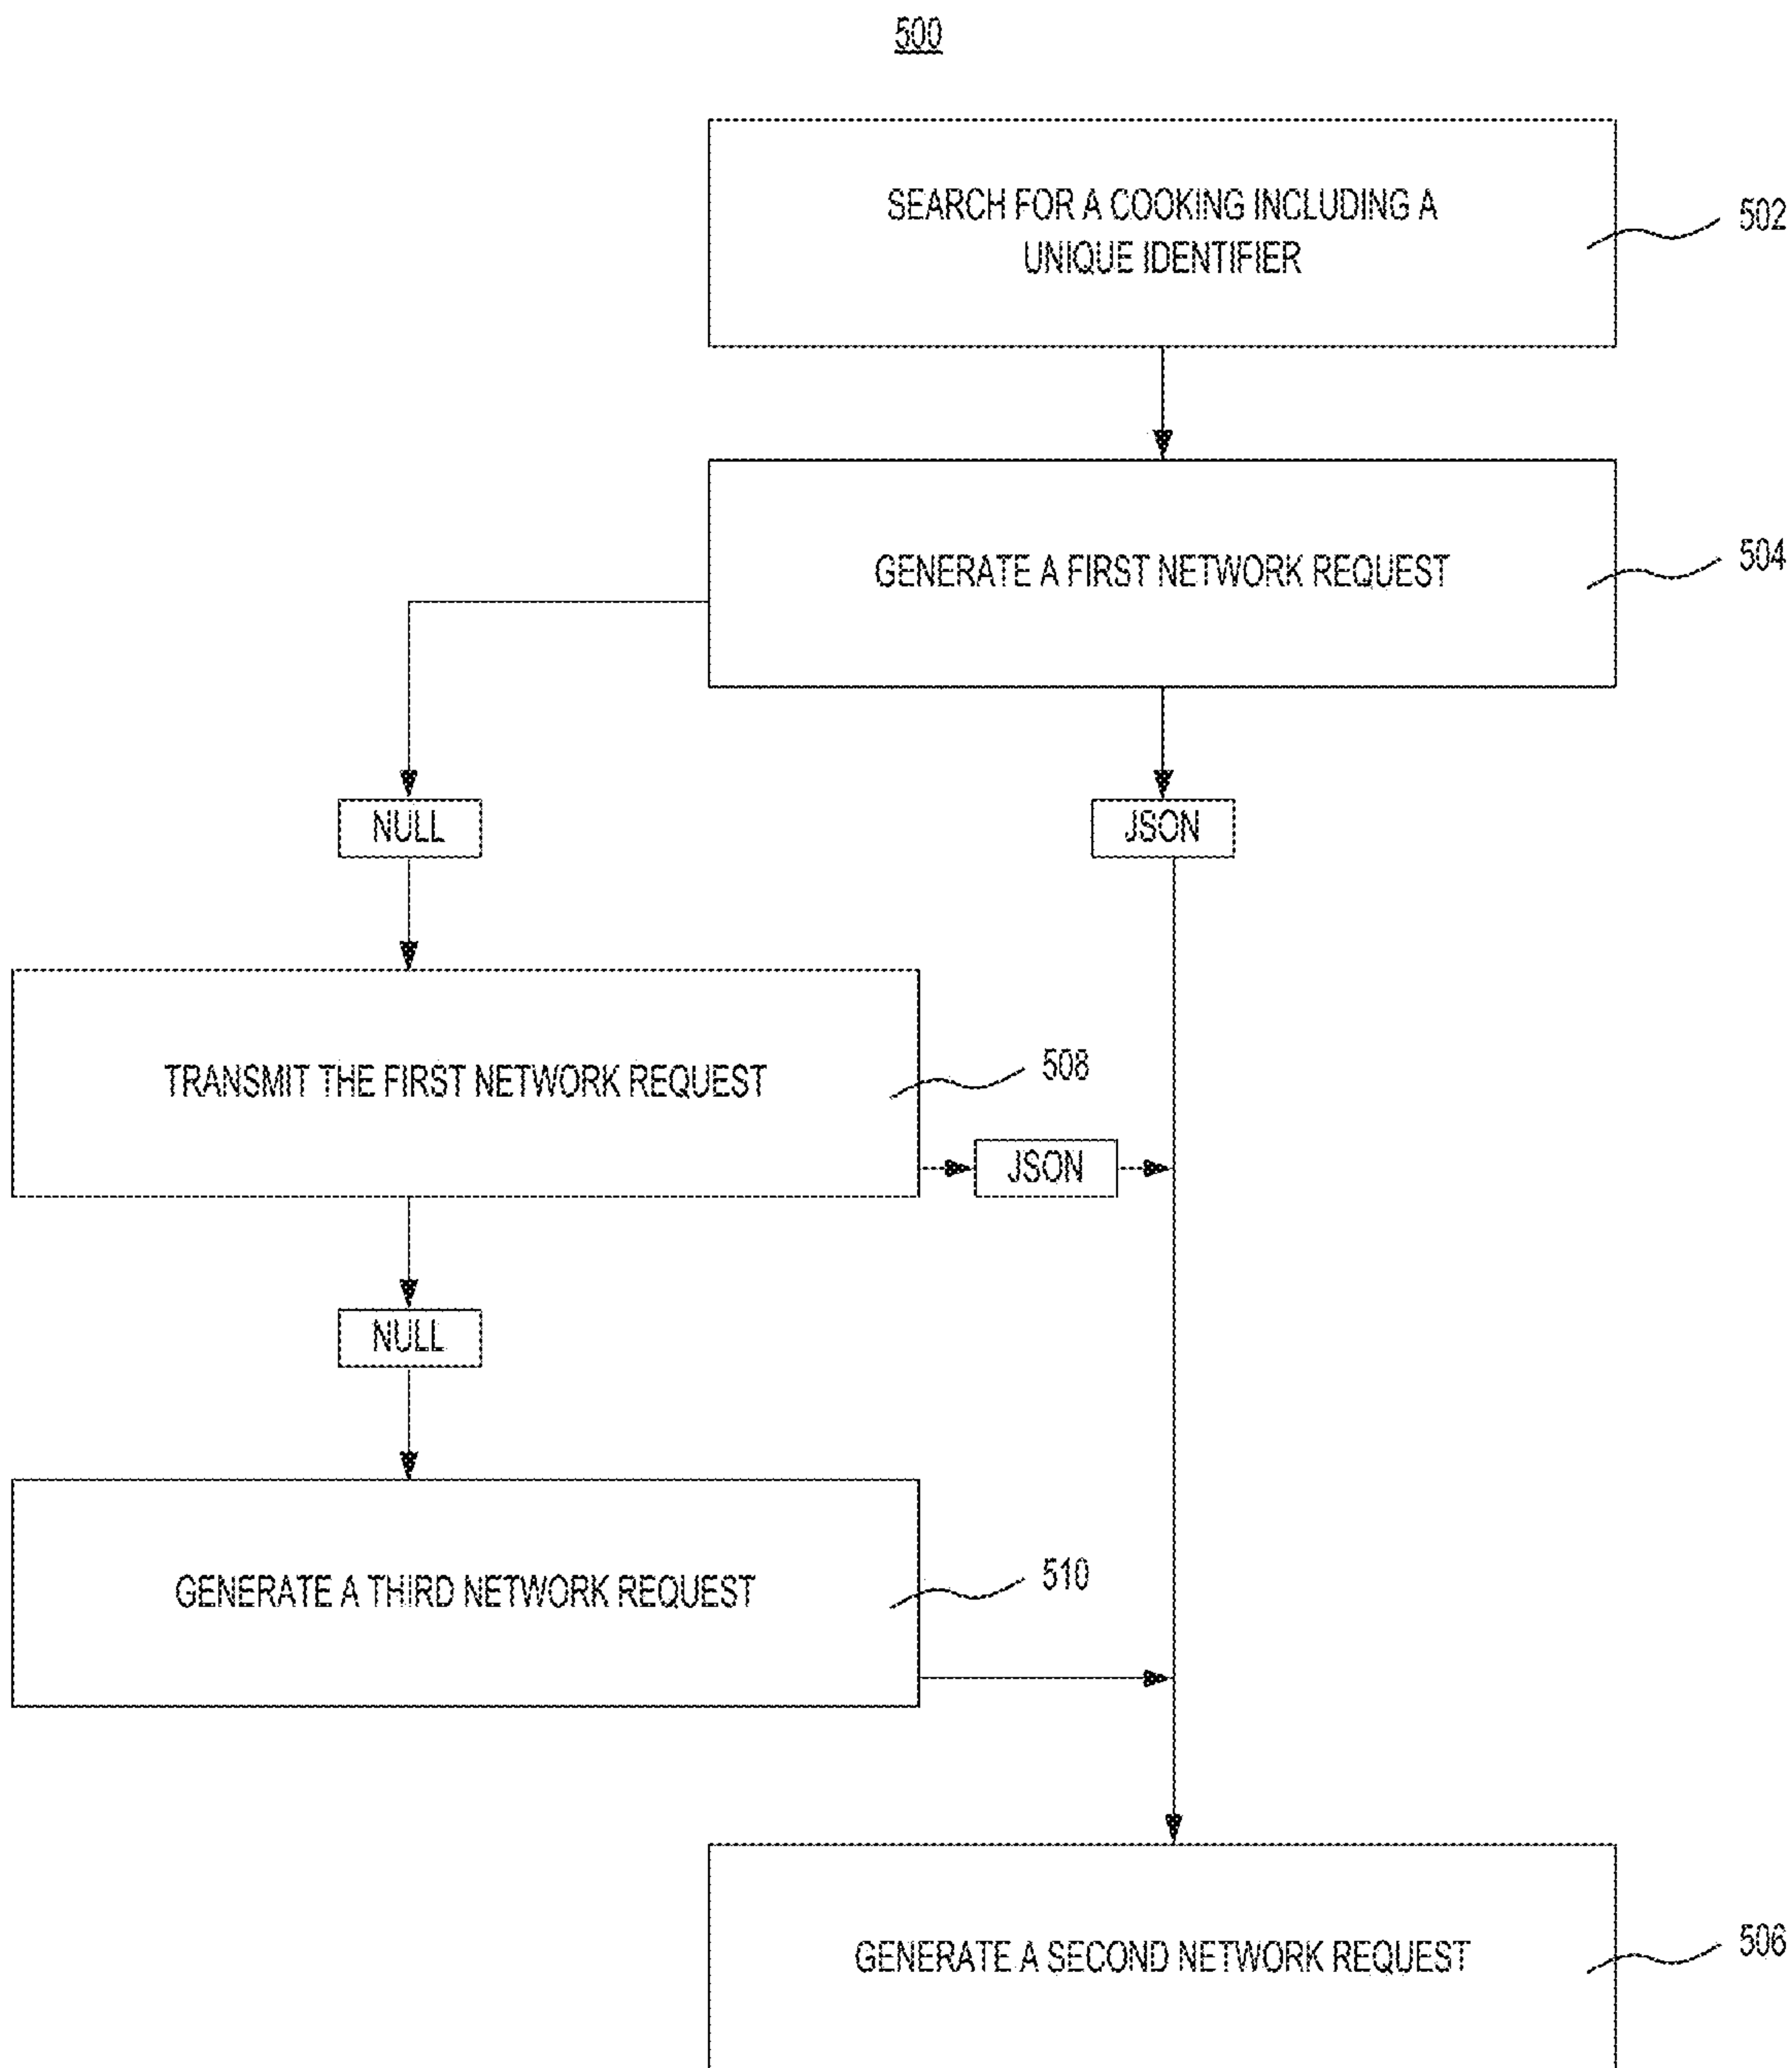 500
SEARCH FOR A COOKING INCLUDING A
UNIQUE IDENTIFIER
502
GENERATE A FIRST NETWORK REQUEST
504
NULL
JSON
TRANSMIT THE FIRST NETWORK REQUEST
508
JSON
NULL
GENERATE A THIRD NETWORK REQUEST
510
GENERATE A SECOND NETWORK REQUEST
506